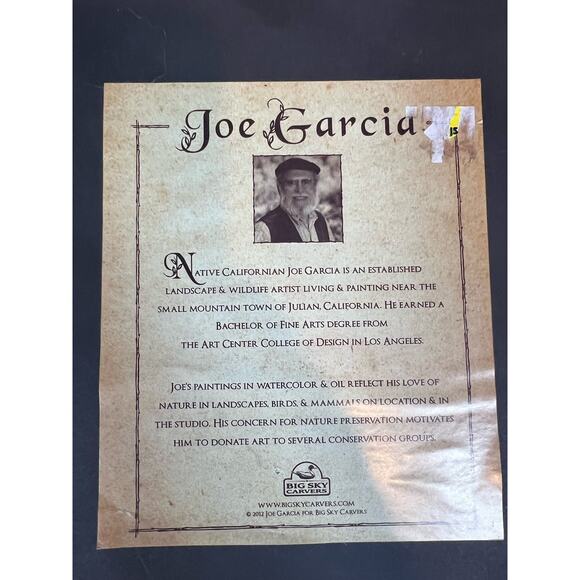 Joe Garcia
15
Native Californian Joe Garcia is an established
landscape & wildlife artist living & painting near the
small mountain town of Julian, California. He earned a
Bachelor of Fine Arts degree from
the Art Center College of Design in Los Angeles.
Joe's paintings in watercolor & oil reflect his love of
nature in landscapes, birds, & mammals on location & in
the studio. His concern for nature preservation motivates
him to donate art to several conservation groups.
BIG SKY
CARVERS
www.bigskycarvers.com
© 2012 Joe Garcia for Big Sky Carvers